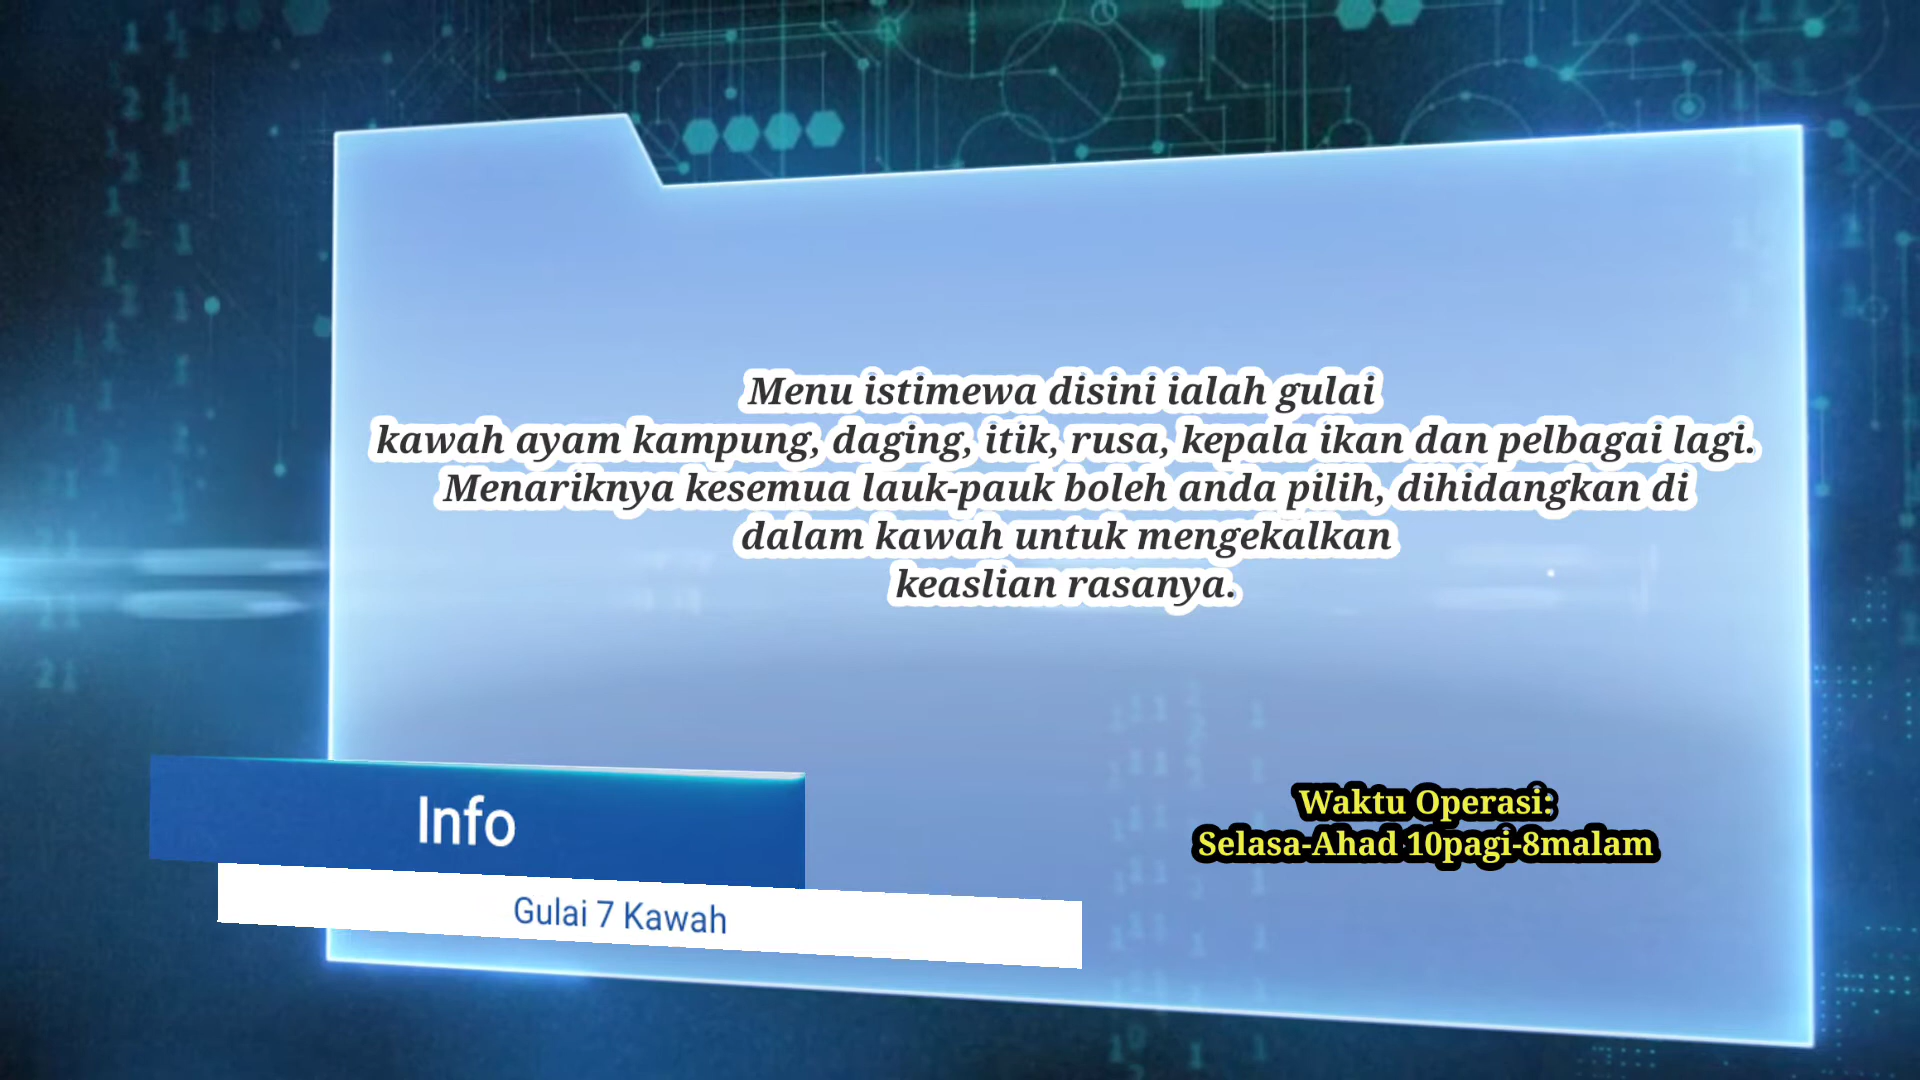 Menu istimewa disini ialah gulai
kawah ayam kampung, daging, itik, rusa, kepala ikan dan pelbagai lagi.
Menariknya kesemua lauk-pauk boleh anda pilih, dihidangkan di
dalam kawah untuk mengekalkan
keaslian rasanya.
Info
Gulai 7 Kawah
Waktu Operasi:
Selasa-Ahad 10pagi-8malam